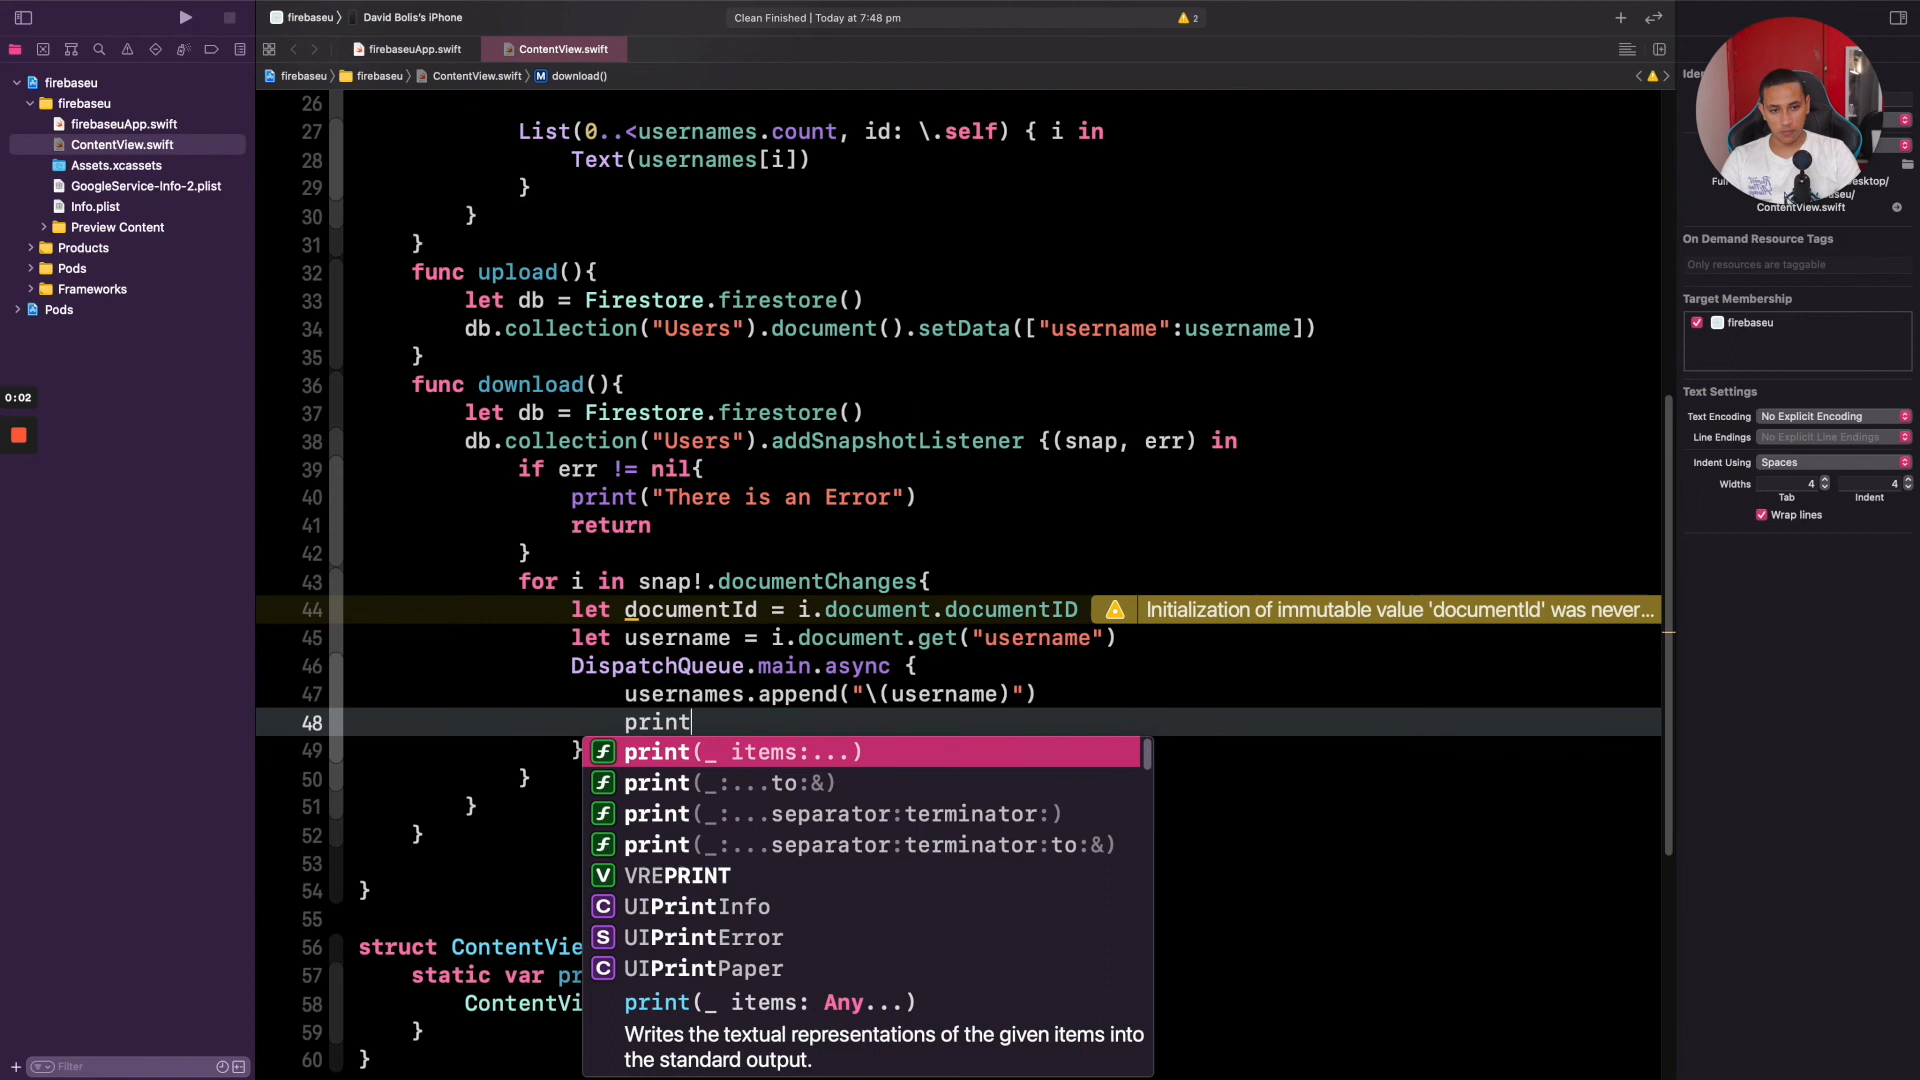 firebaseu
David Bolis's iPhone
Clean Finished | Today at 7:48 pm
2
firebaseuApp.swift
ContentView.swift
firebaseu
firebaseu
ContentView.swift
M
download()
firebaseu
firebaseu
firebaseuApp.swift
ContentView.swift
Assets.xcassets
GoogleService-Info-2.plist
Info.plist
Preview Content
Products
Pods
Frameworks
Pods
0:02
Filter
26
27 List(0..<usernames.count, id: \.self) { i in
28 Text(usernames[i])
29 }
30 }
31 }
32 func upload(){
33 let db = Firestore.firestore()
34 db.collection("Users").document().setData(["username":username])
35 }
36 func download(){
37 let db = Firestore.firestore()
38 db.collection("Users").addSnapshotListener {(snap, err) in
39 if err != nil{
40 print("There is an Error")
41 return
42 }
43 for i in snap!.documentChanges{
44 let documentId = i.document.documentID Initialization of immutable value 'documentId' was never...
45 let username = i.document.get("username")
46 DispatchQueue.main.async {
47 usernames.append("\(username)")
48 print
49 }
50 }
51 }
52 }
53
54 }
55
56 struct ContentVie
57 static var pr
58 ContentVi
59 }
60 }
print(_ items:...)
print(_:...to:&)
print(_:...separator:terminator:)
print(_:...separator:terminator:to:&)
V VREPRINT
C UIPrintInfo
S UIPrintError
C UIPrintPaper
print(_ items: Any...)
Writes the textual representations of the given items into
the standard output.
Ide
Full
esktop/
eu/
ContentView.swift
On Demand Resource Tags
Only resources are taggable
Target Membership
firebaseu
Text Settings
Text Encoding No Explicit Encoding
Line Endings No Explicit Line Endings
Indent Using Spaces
Widths 4 4
Tab Indent
Wrap lines